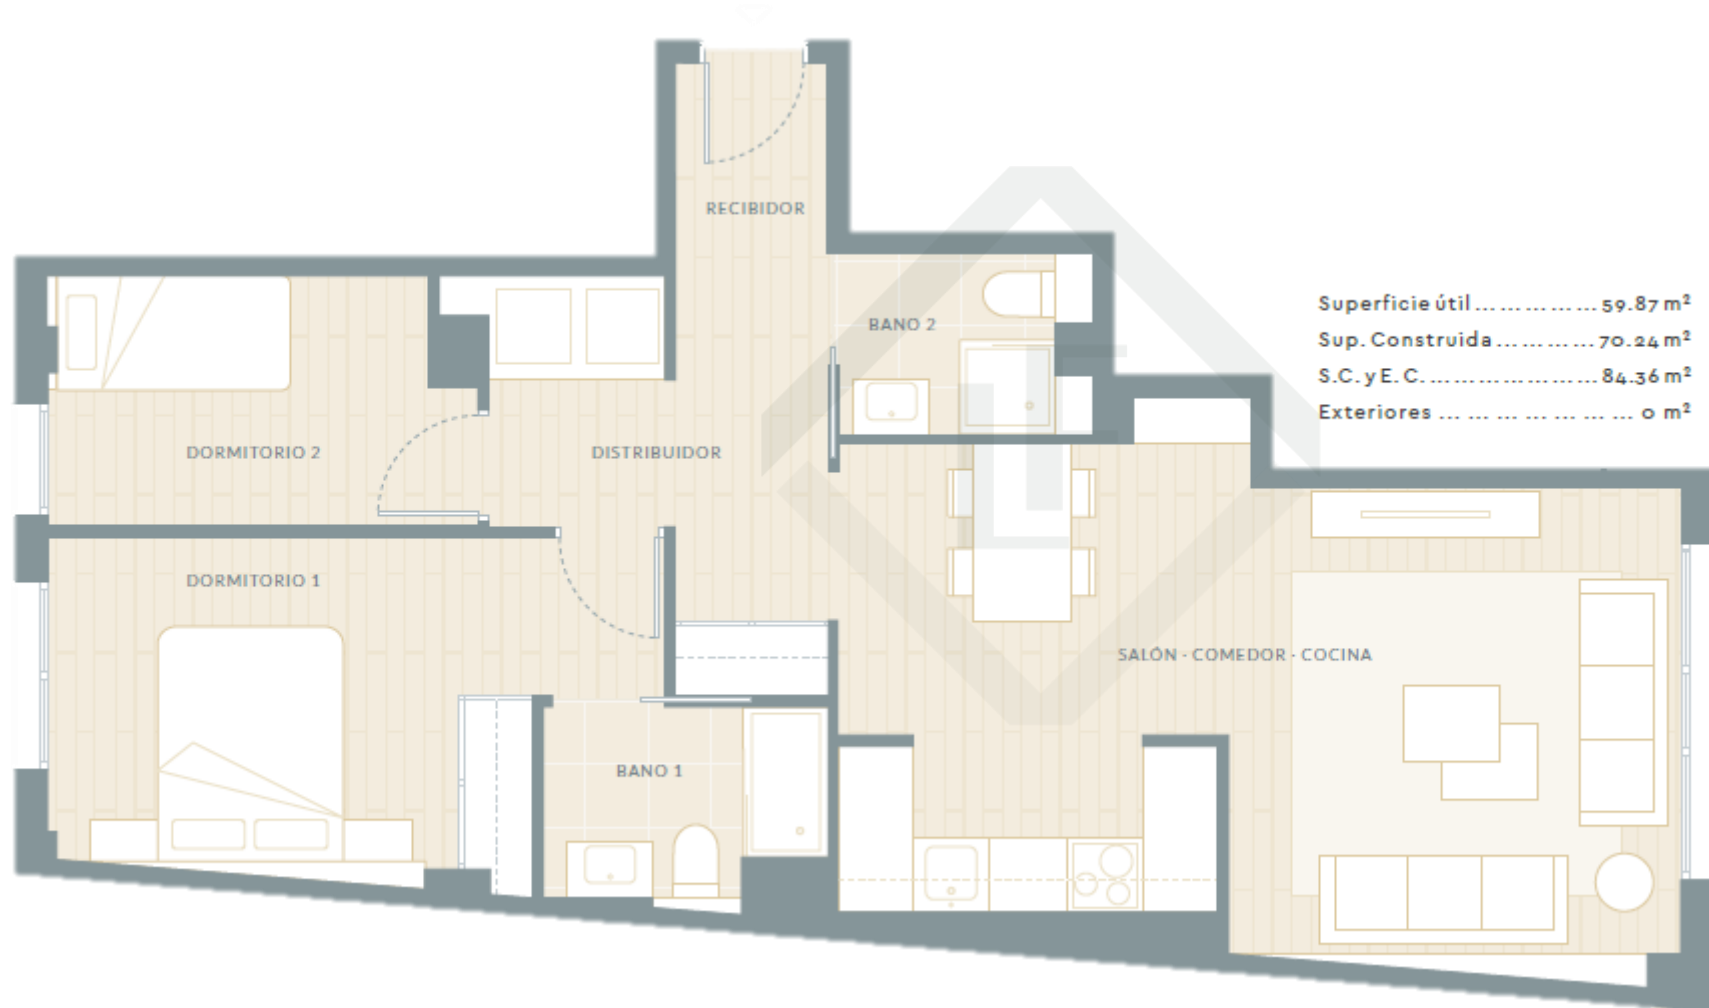 RECIBIDOR
BANO 2
Superficie útil ... ... ... ... ... 59.87 m²
Sup. Construida ... ... ... ... 70.24 m²
S.C. y E. C. ... ... ... ... ... ... ... 84.36 m²
Exteriores ... ... ... ... ... ... ... 0 m²
DORMITORIO 2
DISTRIBUIDOR
DORMITORIO 1
SALÓN - COMEDOR - COCINA
BANO 1